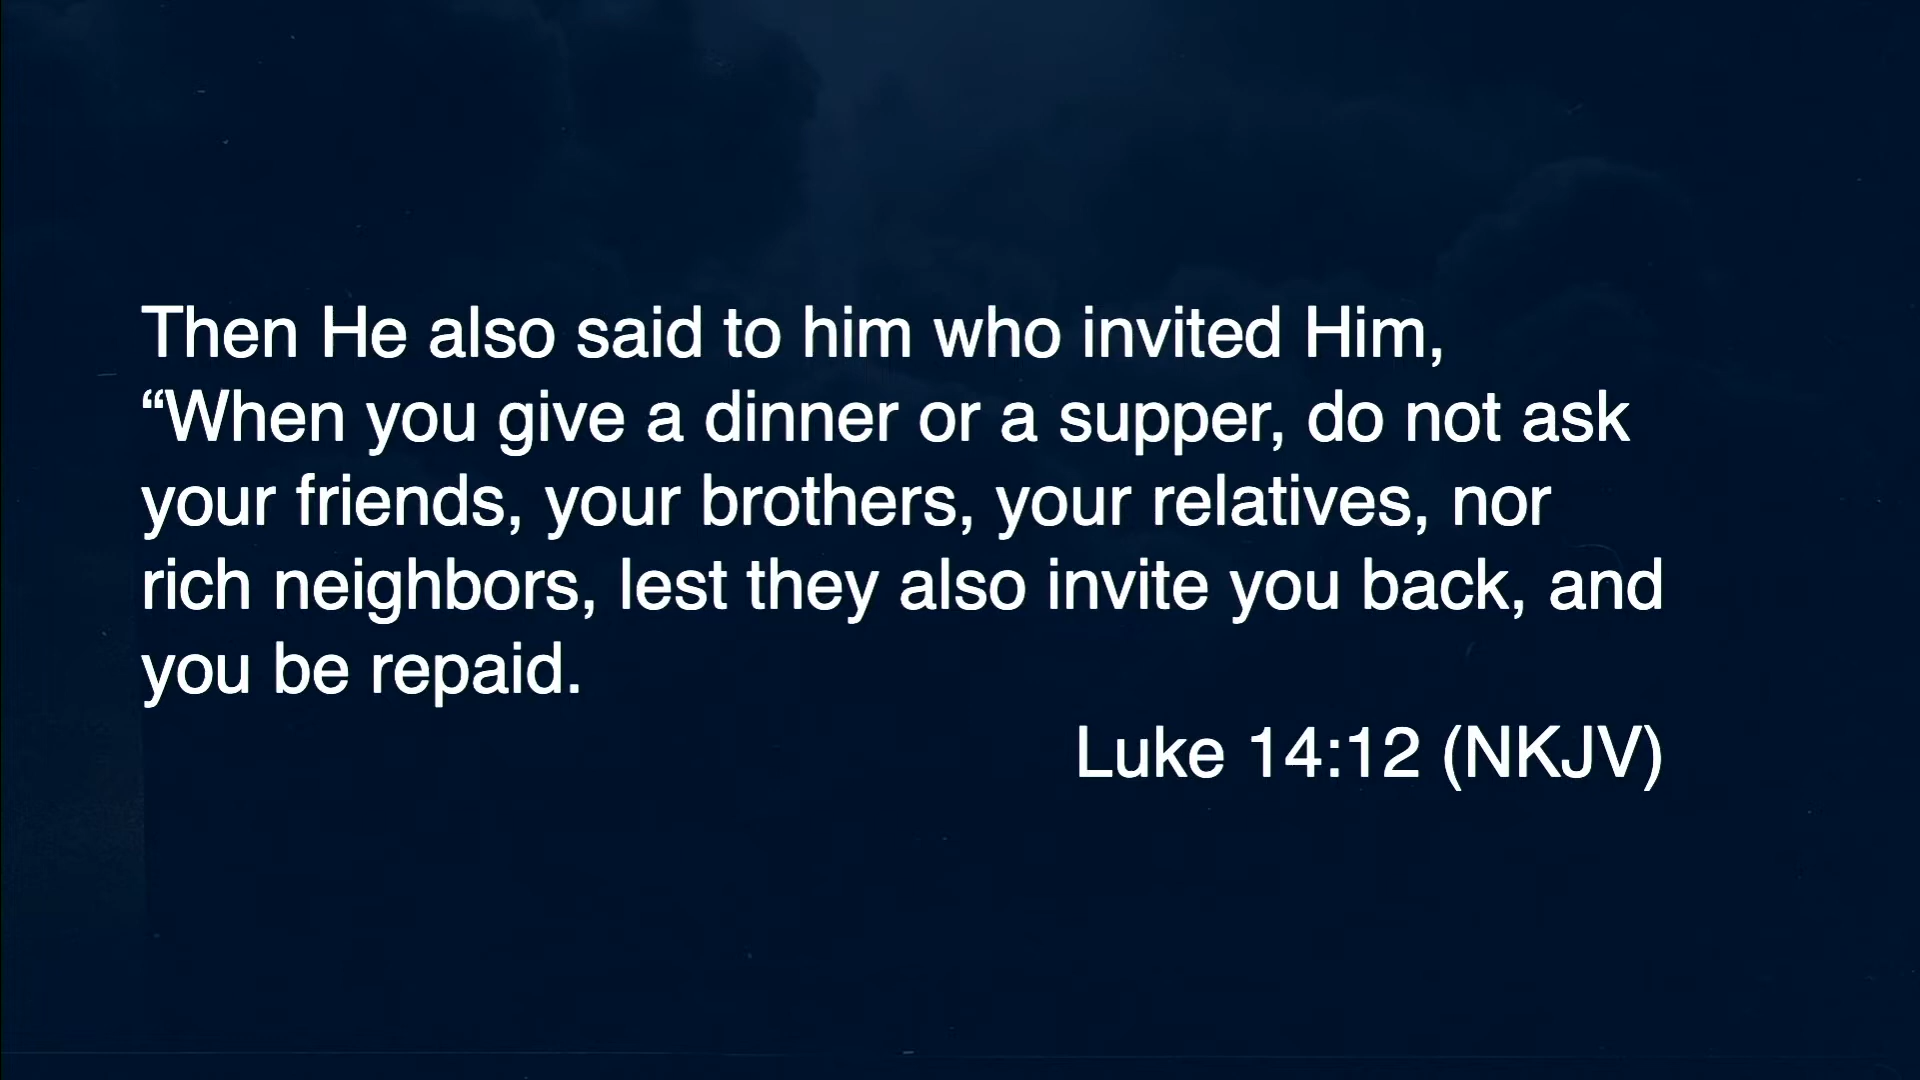 Then He also said to him who invited Him,
“When you give a dinner or a supper, do not ask
your friends, your brothers, your relatives, nor
rich neighbors, lest they also invite you back, and
you be repaid.
Luke 14:12 (NKJV)